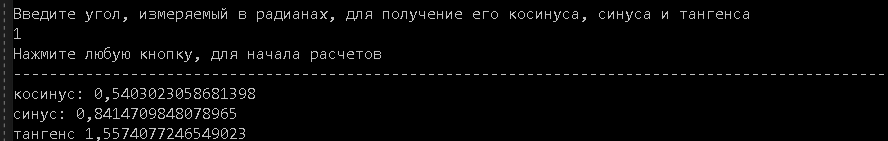 Введите угол, измеряемый в радианах, для получение его косинуса, синуса и тангенса
1
Нажмите любую кнопку, для начала расчетов
--------------------------------------------------------------------------------------------------
косинус: 0,5403023058681398
синус: 0,8414709848078965
тангенс 1,5574077246549023